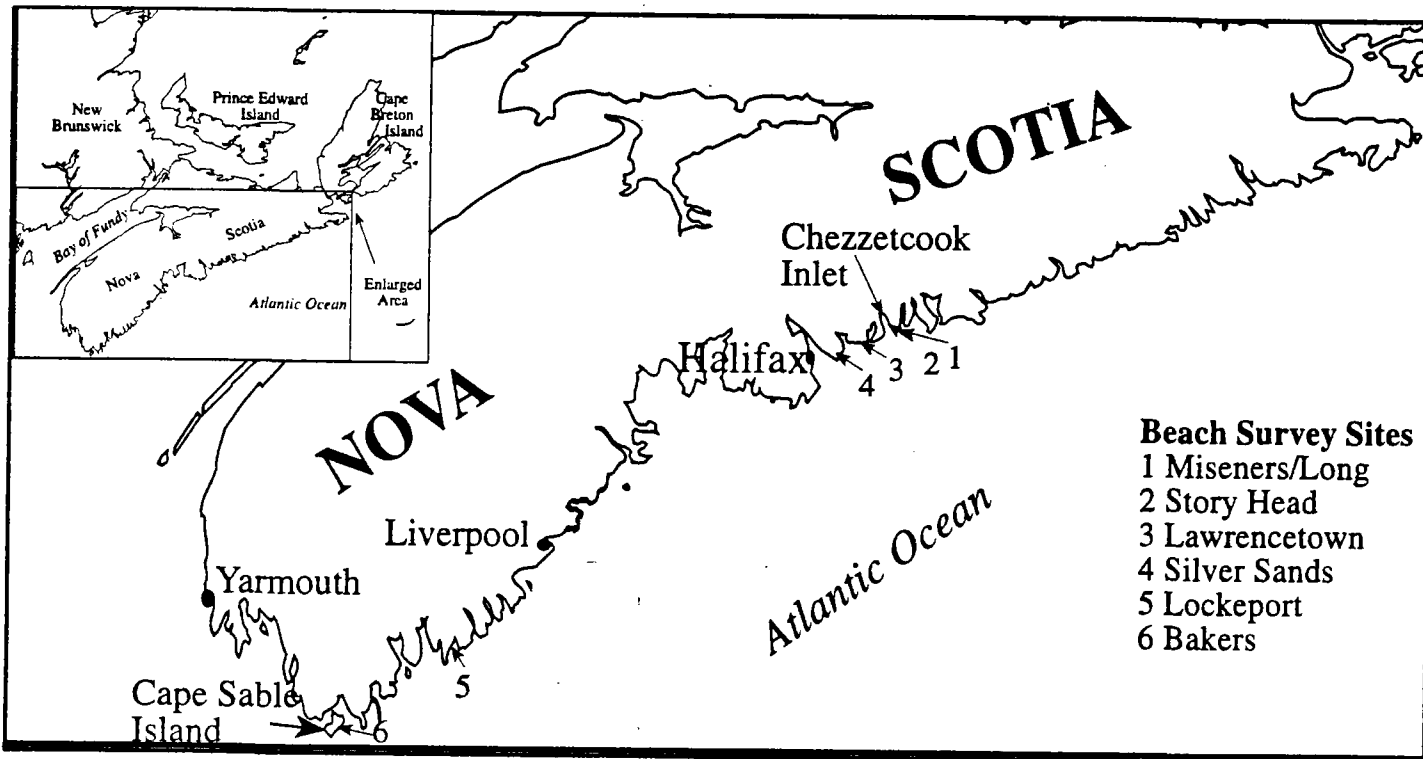 New
Brunswick
Prince Edward
Island
Cape
Breton
Island
Bay of Fundy
Nova
Scotia
Atlantic Ocean
Enlarged
Area
NOVA
SCOTIA
Chezzetcook
Inlet
Halifax
4
3
2
1
Liverpool
Yarmouth
Cape Sable
Island
6
5
Atlantic Ocean
Beach Survey Sites
1 Miseners/Long
2 Story Head
3 Lawrencetown
4 Silver Sands
5 Lockeport
6 Bakers